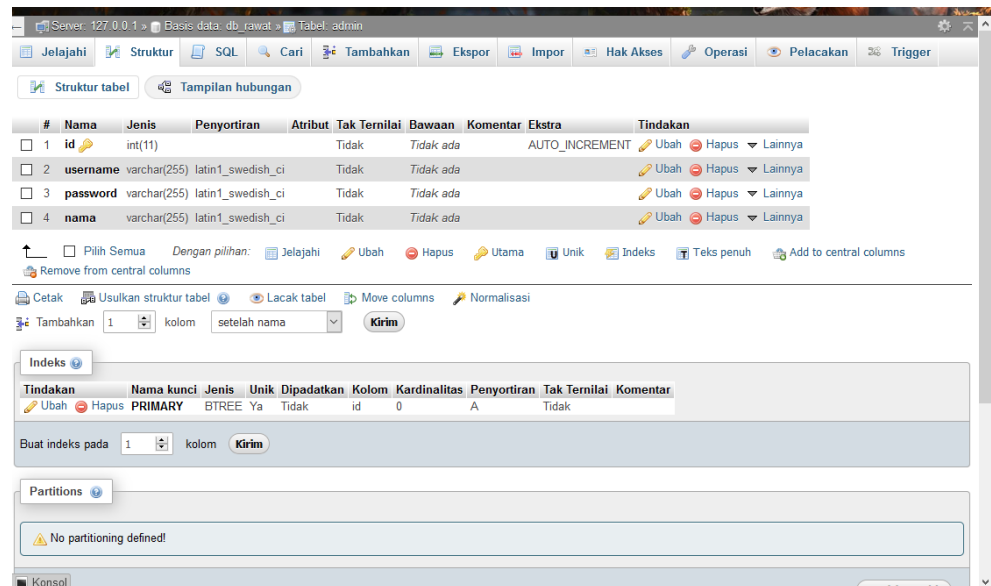 Server: 127.0.0.1 » Basis data: db_rawat » Tabel: admin
Jelajahi Struktur SQL Cari Tambahkan Ekspor Impor Hak Akses Operasi Pelacakan Trigger
Struktur tabel Tampilan hubungan
# Nama Jenis Penyortiran Atribut Tak Ternilai Bawaan Komentar Ekstra Tindakan
1 id int(11) Tidak Tidak ada AUTO_INCREMENT Ubah Hapus Lainnya
2 username varchar(255) latin1_swedish_ci Tidak Tidak ada Ubah Hapus Lainnya
3 password varchar(255) latin1_swedish_ci Tidak Tidak ada Ubah Hapus Lainnya
4 nama varchar(255) latin1_swedish_ci Tidak Tidak ada Ubah Hapus Lainnya
Pilih Semua Dengan pilihan: Jelajahi Ubah Hapus Utama Unik Indeks Teks penuh Add to central columns
Remove from central columns
Cetak Usulkan struktur tabel Lacak tabel Move columns Normalisasi
Tambahkan 1 kolom setelah nama Kirim
Indeks
Tindakan Nama kunci Jenis Unik Dipadatkan Kolom Kardinalitas Penyortiran Tak Ternilai Komentar
Ubah Hapus PRIMARY BTREE Ya Tidak id 0 A Tidak
Buat indeks pada 1 kolom Kirim
Partitions
No partitioning defined!
Konsol